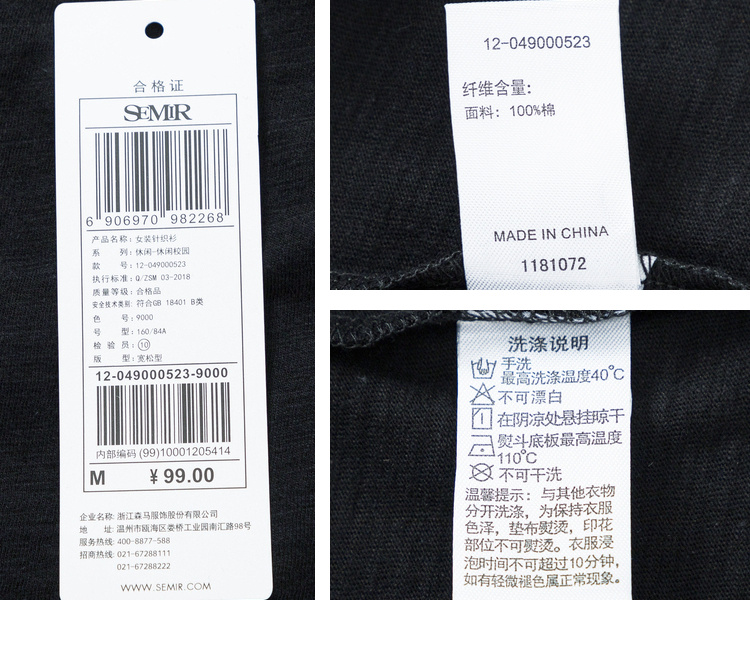 合格证
SEMIR
6 906970 982268
产品名称: 女装针织衫
系 列: 休闲-休闲校园
款 号: 12-049000523
执行标准: Q/ZSM 03-2018
质量等级: 合格品
安全技术类别: 符合GB 18401 B类
色 号: 9000
号 型: 160/84A
检 验 员: 10
版 型: 宽松型
12-049000523-9000
内部编码 (99)10001205414
M ￥99.00
企业名称: 浙江森马服饰股份有限公司
地 址: 温州市瓯海区娄桥工业园南汇路98号
服务热线: 400-8877-588
招商热线: 021-67288111
021-67288222
WWW.SEMIR.COM
12-049000523
纤维含量:
面料: 100%棉
MADE IN CHINA
1181072
洗涤说明
手洗
最高洗涤温度40°C
不可漂白
在阴凉处悬挂晾干
熨斗底板最高温度
110°C
不可干洗
温馨提示: 与其他衣物
分开洗涤, 为保持衣服
色泽, 垫布熨烫, 印花
部位不可熨烫。衣服浸
泡时间不可超过10分钟,
如有轻微褪色属正常现象。